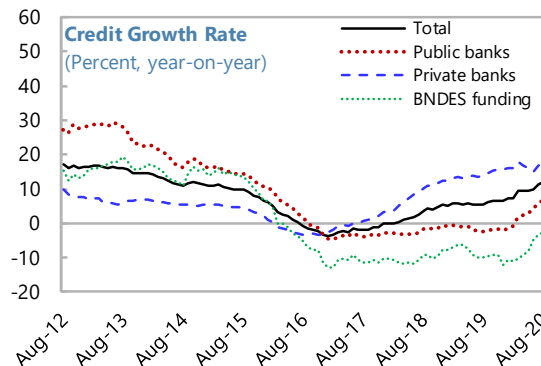 Credit Growth Rate
(Percent, year-on-year)
Total
Public banks
Private banks
BNDES funding
60
50
40
30
20
10
0
-10
-20
Aug-12
Aug-13
Aug-14
Aug-15
Aug-16
Aug-17
Aug-18
Aug-19
Aug-20